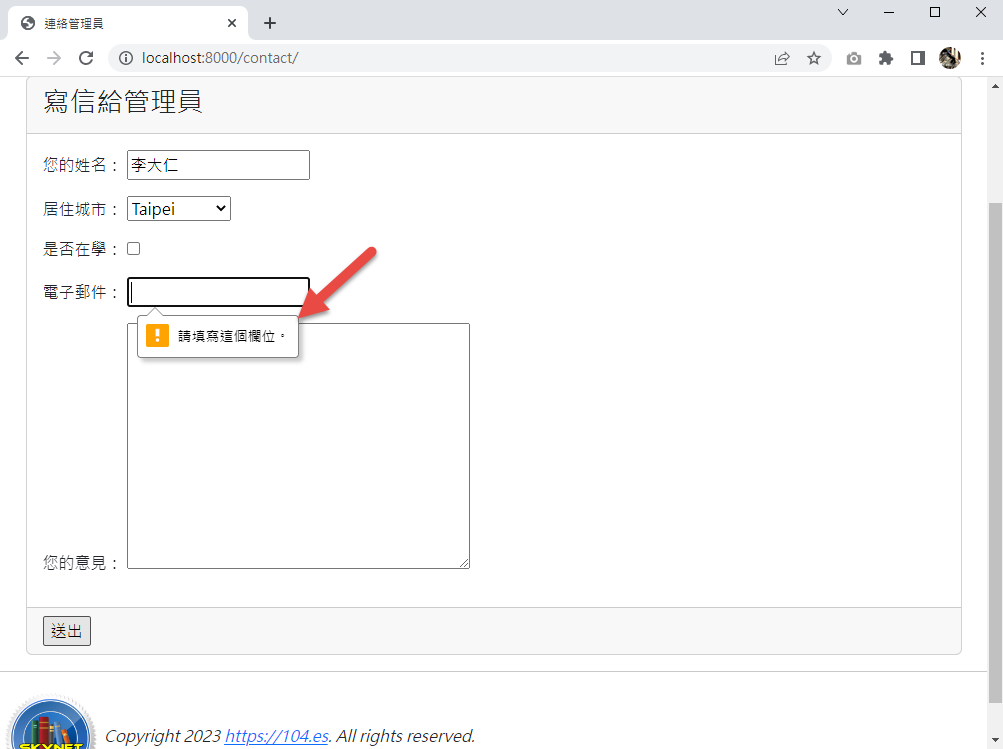 連絡管理員
localhost:8000/contact/
寫信給管理員
您的姓名： 李大仁
居住城市： Taipei
是否在學：
電子郵件：
請填寫這個欄位。
您的意見：
送出
SKYNET
Copyright 2023 https://104.es. All rights reserved.